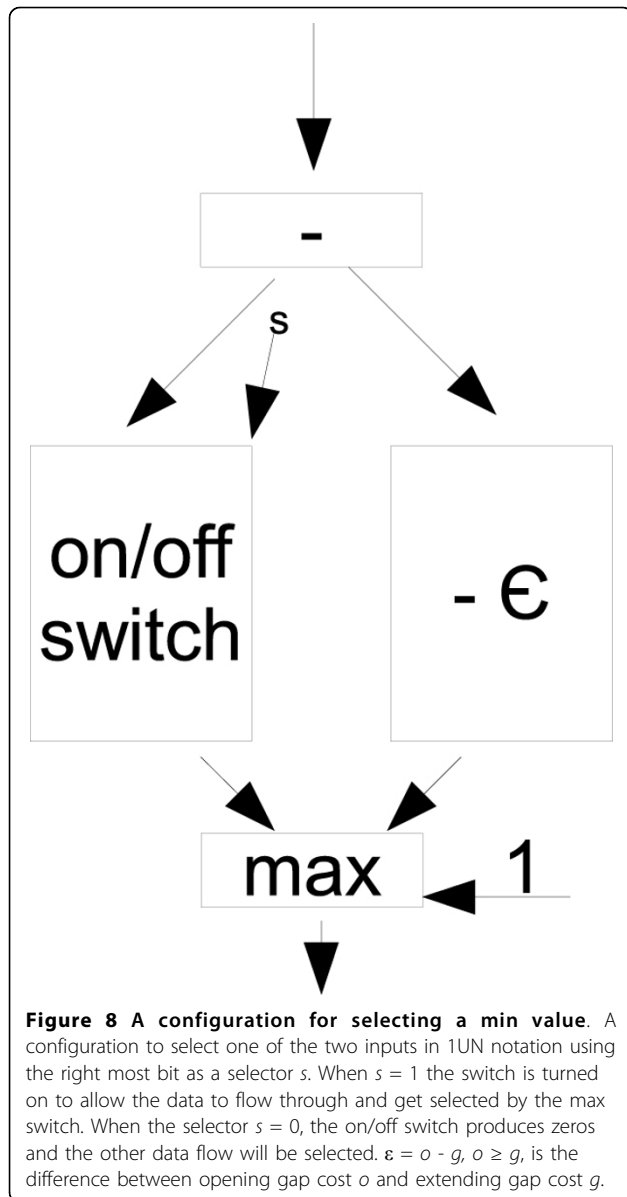 -
s
on/off
switch
- Є
max
1
Figure 8 A configuration for selecting a min value. A
configuration to select one of the two inputs in 1UN notation using
the right most bit as a selector s. When s = 1 the switch is turned
on to allow the data to flow through and get selected by the max
switch. When the selector s = 0, the on/off switch produces zeros
and the other data flow will be selected. ε = o - g, o ≥ g, is the
difference between opening gap cost o and extending gap cost g.